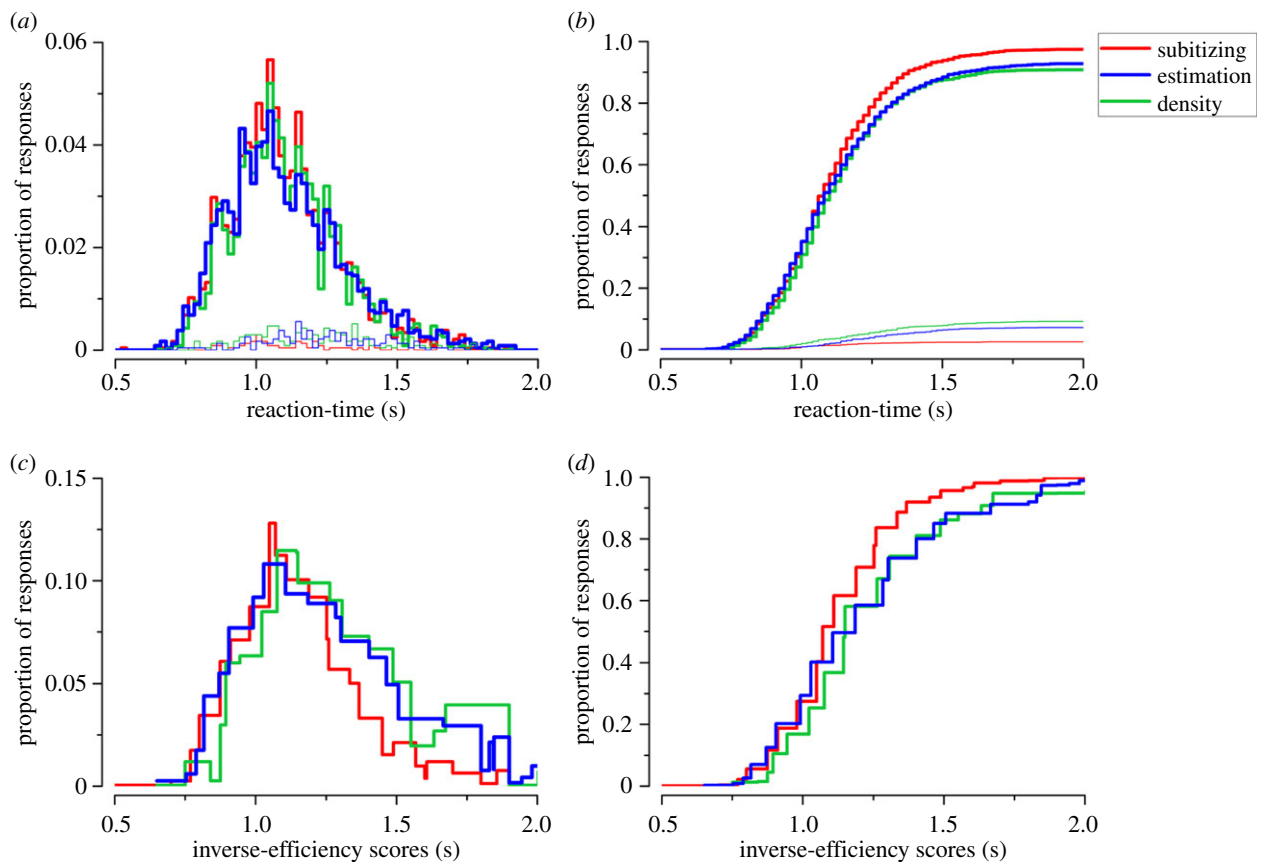 (a)
0.06
0.04
0.02
0
proportion of responses
0.5 1.0 1.5 2.0
reaction-time (s)
(b)
1.0
0.8
0.6
0.4
0.2
0
proportion of responses
0.5 1.0 1.5 2.0
reaction-time (s)
subitizing
estimation
density
(c)
0.15
0.10
0.05
0
proportion of responses
0.5 1.0 1.5 2.0
inverse-efficiency scores (s)
(d)
1.0
0.8
0.6
0.4
0.2
0
proportion of responses
0.5 1.0 1.5 2.0
inverse-efficiency scores (s)